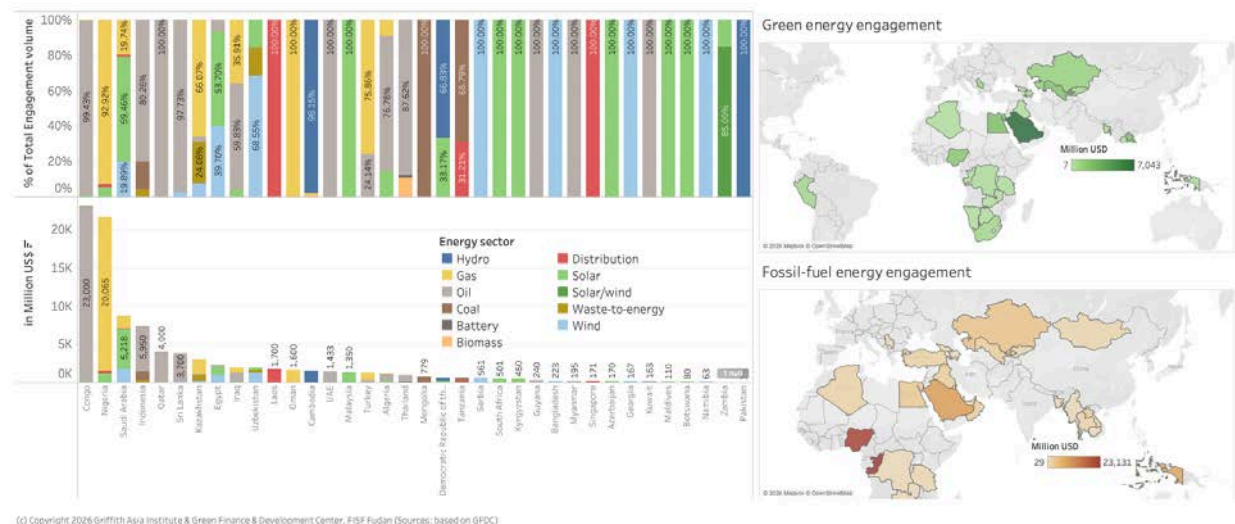 Green energy engagement
% of Total Engagement volume
100%
80%
60%
40%
20%
0%
99.43%
92.92%
19.89%
59.46%
19.74%
80.26%
100.00%
97.73%
24.08%
66.07%
39.70%
53.70%
59.83%
35.91%
68.55%
100.00%
100.00%
98.15%
100.00%
100.00%
24.14%
75.86%
76.78%
87.62%
100.00%
33.17%
66.83%
31.21%
68.79%
100.00%
100.00%
100.00%
100.00%
100.00%
100.00%
100.00%
100.00%
100.00%
100.00%
100.00%
100.00%
100.00%
85.00%
100.00%
Million USD
7
7,043
© 2026 Mapbox © OpenStreetMap
in Million US$
20K
15K
10K
5K
0K
23,000
20,065
5,218
5,950
4,000
3,700
1,700
1,600
1,433
1,350
779
561
501
450
240
223
195
171
170
167
163
110
80
63
1 null
Energy sector
Hydro
Gas
Oil
Coal
Battery
Biomass
Distribution
Solar
Solar/wind
Waste-to-energy
Wind
Congo
Nigeria
Saudi Arabia
Indonesia
Qatar
Sri Lanka
Kazakhstan
Egypt
Iraq
Uzbekistan
Laos
Oman
Cambodia
UAE
Malaysia
Turkey
Algeria
Thailand
Mongolia
Democratic Republic of th..
Tanzania
Serbia
South Africa
Kyrgyzstan
Guyana
Bangladesh
Myanmar
Singapore
Azerbaijan
Georgia
Kuwait
Maldives
Botswana
Namibia
Zambia
Pakistan
Fossil-fuel energy engagement
Million USD
29
23,131
© 2026 Mapbox © OpenStreetMap
(c) Copyright 2026 Griffith Asia Institute & Green Finance & Development Center, FISF Fudan (Sources: based on GFDC)